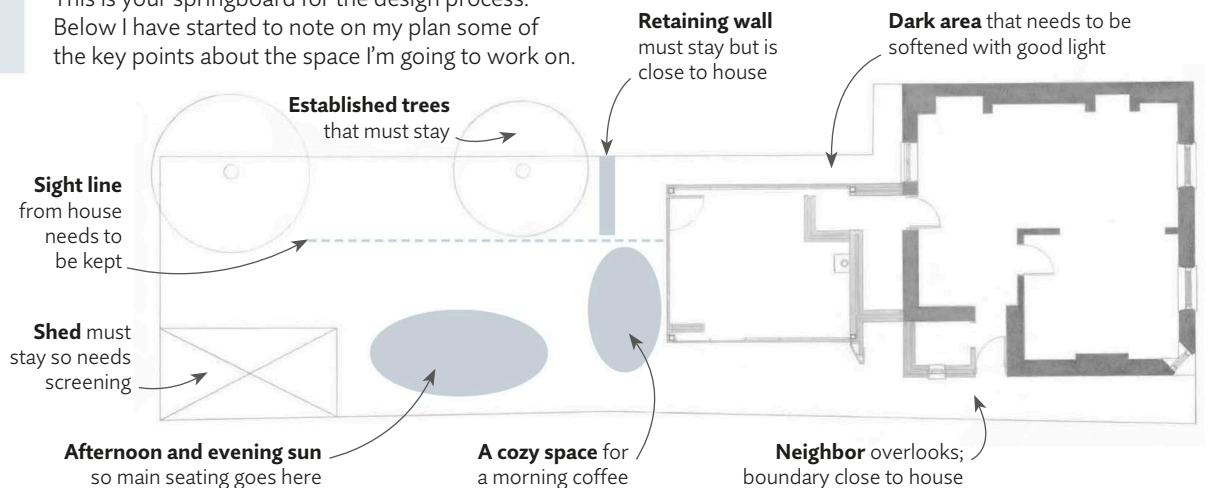 This is your springboard for the design process.
Below I have started to note on my plan some of
the key points about the space I'm going to work on.
Retaining wall
must stay but is
close to house
Dark area that needs to be
softened with good light
Established trees
that must stay
Sight line
from house
needs to
be kept
Shed must
stay so needs
screening
Afternoon and evening sun
so main seating goes here
A cozy space for
a morning coffee
Neighbor overlooks;
boundary close to house